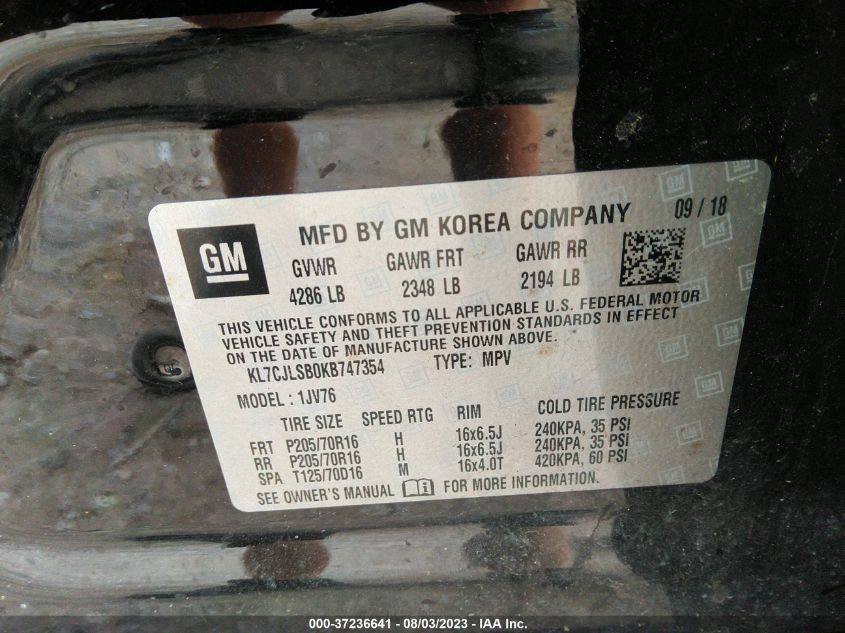 GM
MFD BY GM KOREA COMPANY 09 / 18
GVWR GAWR FRT GAWR RR
4286 LB 2348 LB 2194 LB
THIS VEHICLE CONFORMS TO ALL APPLICABLE U.S. FEDERAL MOTOR
VEHICLE SAFETY AND THEFT PREVENTION STANDARDS IN EFFECT
ON THE DATE OF MANUFACTURE SHOWN ABOVE.
KL7CJLSB0KB747354 TYPE: MPV
MODEL : 1JV76
TIRE SIZE SPEED RTG RIM COLD TIRE PRESSURE
FRT P205/70R16 H 16x6.5J 240KPA, 35 PSI
RR P205/70R16 H 16x6.5J 240KPA, 35 PSI
SPA T125/70D16 M 16x4.0T 420KPA, 60 PSI
SEE OWNER'S MANUAL FOR MORE INFORMATION.
000-37236641 - 08/03/2023 - IAA Inc.